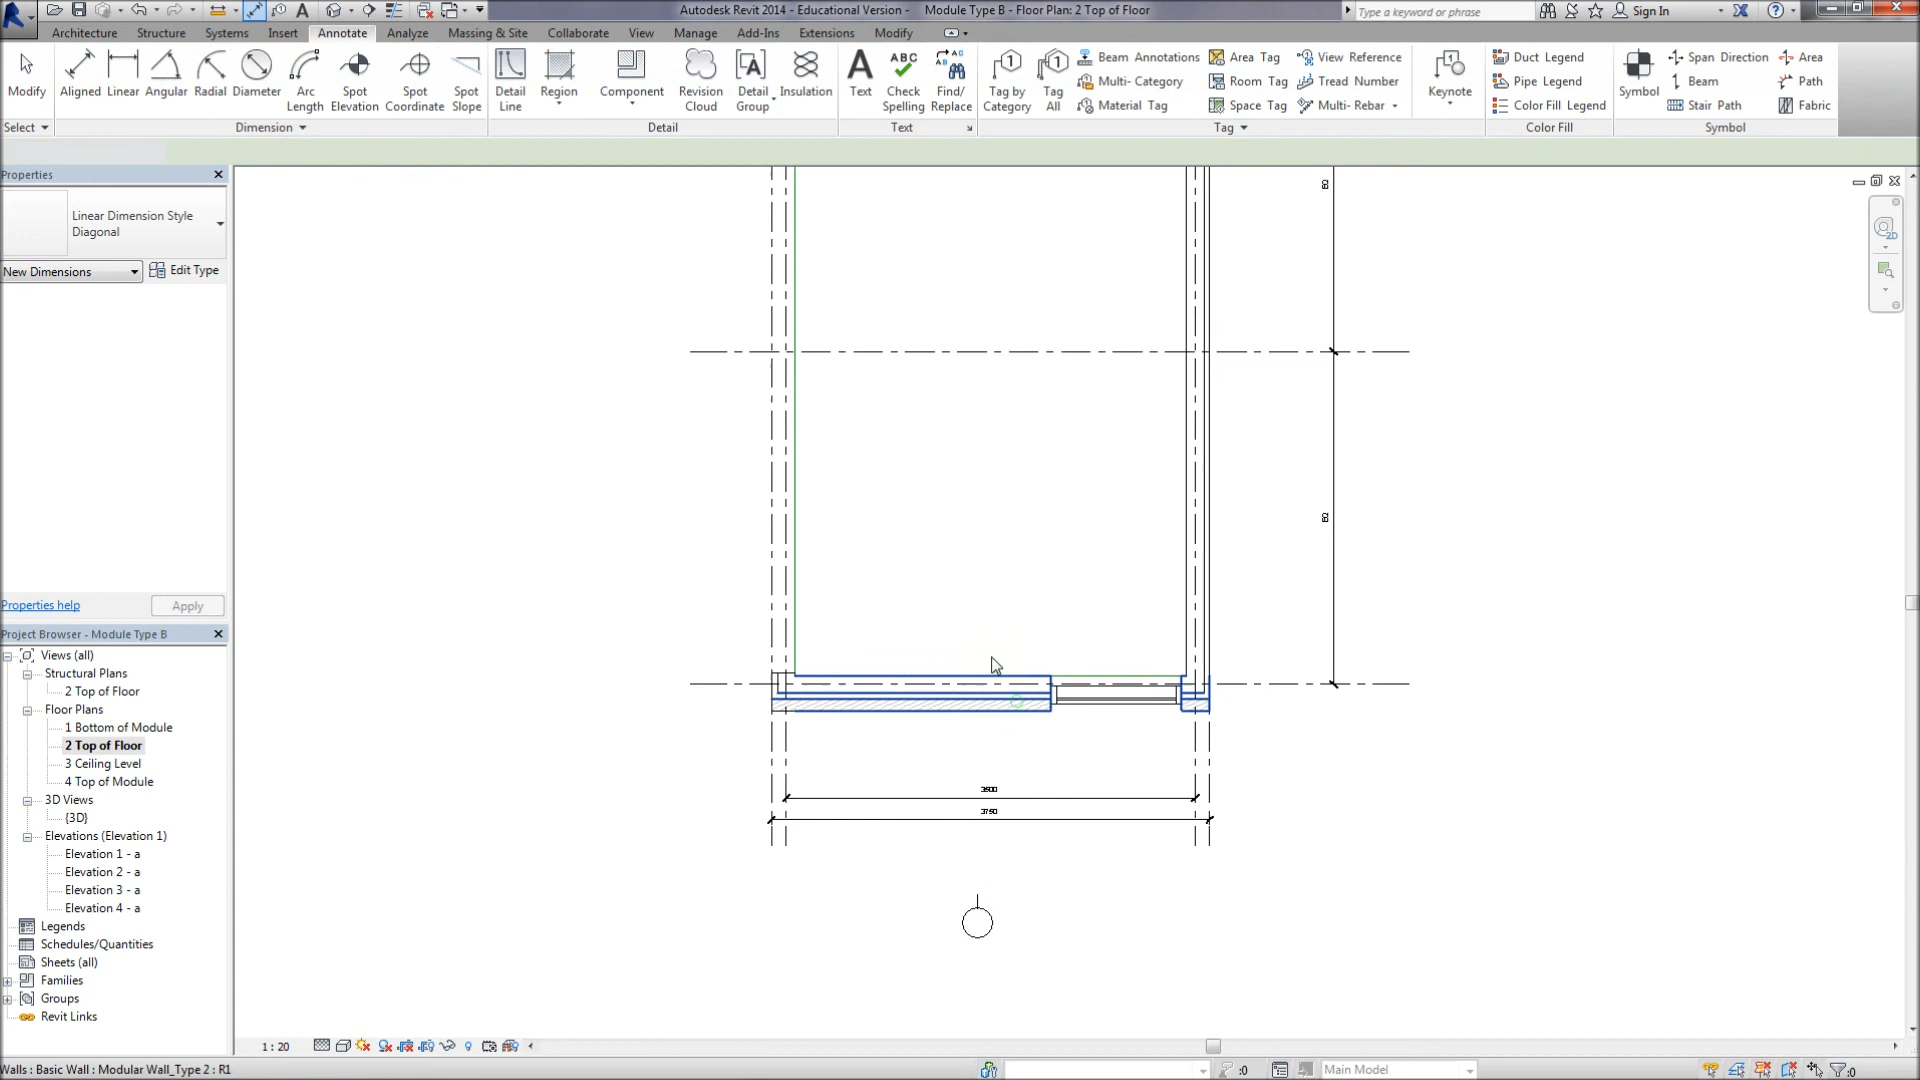 Autodesk Revit 2014 - Educational Version - Module Type B - Floor Plan: 2 Top of Floor
Type a keyword or phrase
Sign In
Architecture Structure Systems Insert Annotate Analyze Massing & Site Collaborate View Manage Add-Ins Extensions Modify
Modify Aligned Linear Angular Radial Diameter Arc Length Spot Elevation Spot Coordinate Spot Slope Detail Line Region Component Revision Cloud Detail Group Insulation Text Check Spelling Find/ Replace Tag by Category Tag All
ABC
Beam Annotations
Multi- Category
Material Tag
Area Tag
Room Tag
Space Tag
View Reference
Tread Number
Multi- Rebar
Keynote
Duct Legend
Pipe Legend
Color Fill Legend
Symbol
Span Direction
Beam
Stair Path
Area
Path
Fabric
Select Dimension Detail Text Tag Color Fill Symbol
Properties
Linear Dimension Style
Diagonal
New Dimensions Edit Type
Properties help Apply
Project Browser - Module Type B
Views (all)
Structural Plans
2 Top of Floor
Floor Plans
1 Bottom of Module
2 Top of Floor
3 Ceiling Level
4 Top of Module
3D Views
{3D}
Elevations (Elevation 1)
Elevation 1 - a
Elevation 2 - a
Elevation 3 - a
Elevation 4 - a
Legends
Schedules/Quantities
Sheets (all)
Families
Groups
Revit Links
EQ
EQ
3500
3750
2D
1 : 20
Walls : Basic Wall : Modular Wall_Type 2 : R1
:0
Main Model
:0